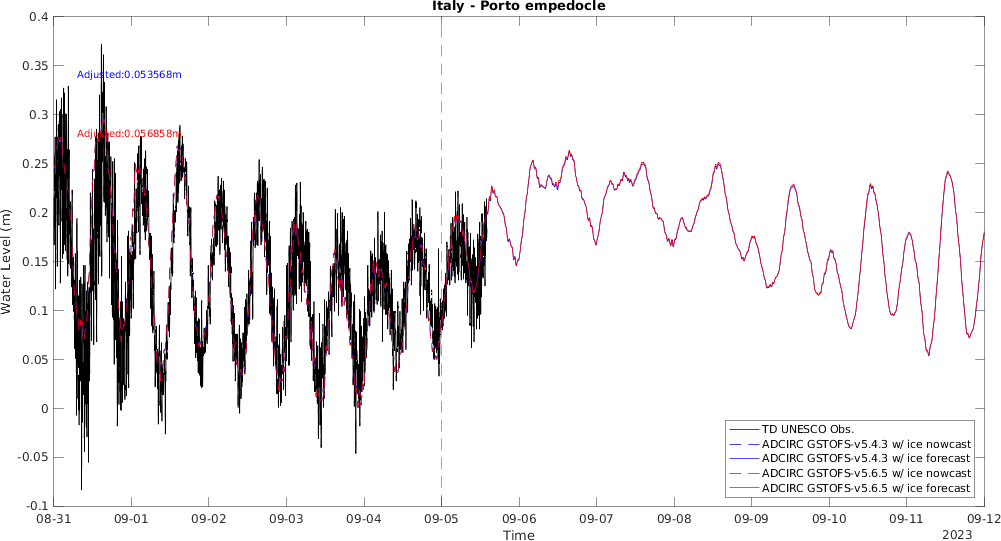 Italy - Porto empedocle
0.4
0.35
0.3
0.25
0.2
0.15
0.1
0.05
0
-0.05
-0.1
Water Level (m)
Adjusted:0.053568m
Adjusted:0.056858m
TD UNESCO Obs.
ADCIRC GSTOFS-v5.4.3 w/ ice nowcast
ADCIRC GSTOFS-v5.4.3 w/ ice forecast
ADCIRC GSTOFS-v5.6.5 w/ ice nowcast
ADCIRC GSTOFS-v5.6.5 w/ ice forecast
08-31 09-01 09-02 09-03 09-04 09-05 09-06 09-07 09-08 09-09 09-10 09-11 09-12
Time
2023